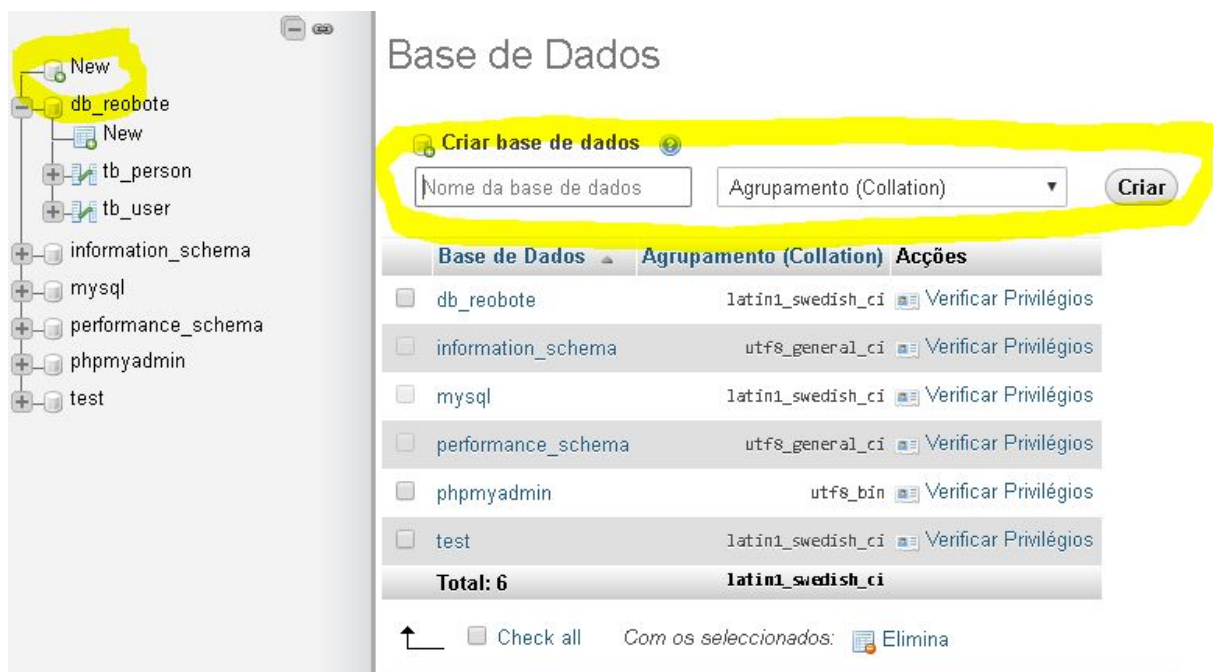 New
db_reobote
New
tb_person
tb_user
information_schema
mysql
performance_schema
phpmyadmin
test
Base de Dados
Criar base de dados
Nome da base de dados Agrupamento (Collation) Criar
Base de Dados Agrupamento (Collation) Acções
db_reobote latin1_swedish_ci Verificar Privilégios
information_schema utf8_general_ci Verificar Privilégios
mysql latin1_swedish_ci Verificar Privilégios
performance_schema utf8_general_ci Verificar Privilégios
phpmyadmin utf8_bin Verificar Privilégios
test latin1_swedish_ci Verificar Privilégios
Total: 6 latin1_swedish_ci
Check all Com os seleccionados: Elimina